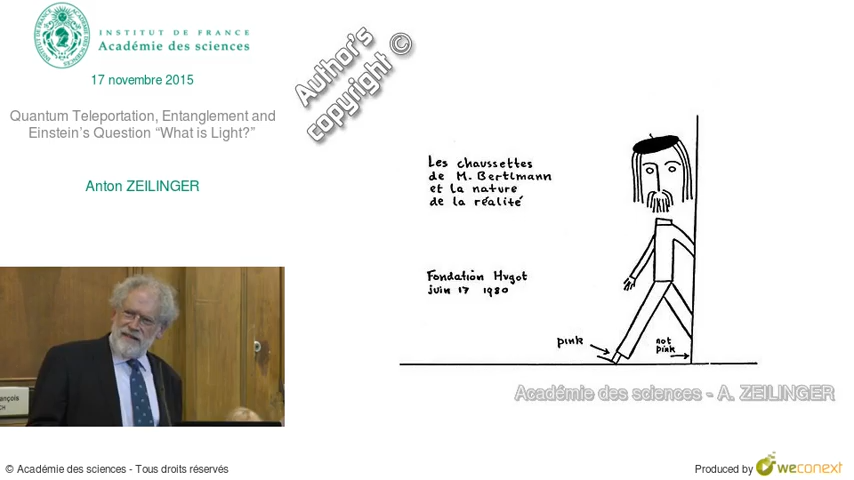 INSTITUT DE FRANCE
Académie des sciences
17 novembre 2015
Quantum Teleportation, Entanglement and
Einstein's Question "What is Light?"
Anton ZEILINGER
Author's
copyright ©
Les chaussettes
de M. Bertlmann
et la nature
de la réalité
Fondation Hugot
juin 17 1980
pink
not
pink
Académie des sciences - A. ZEILINGER
ançois
CH
© Académie des sciences - Tous droits réservés
Produced by weconext